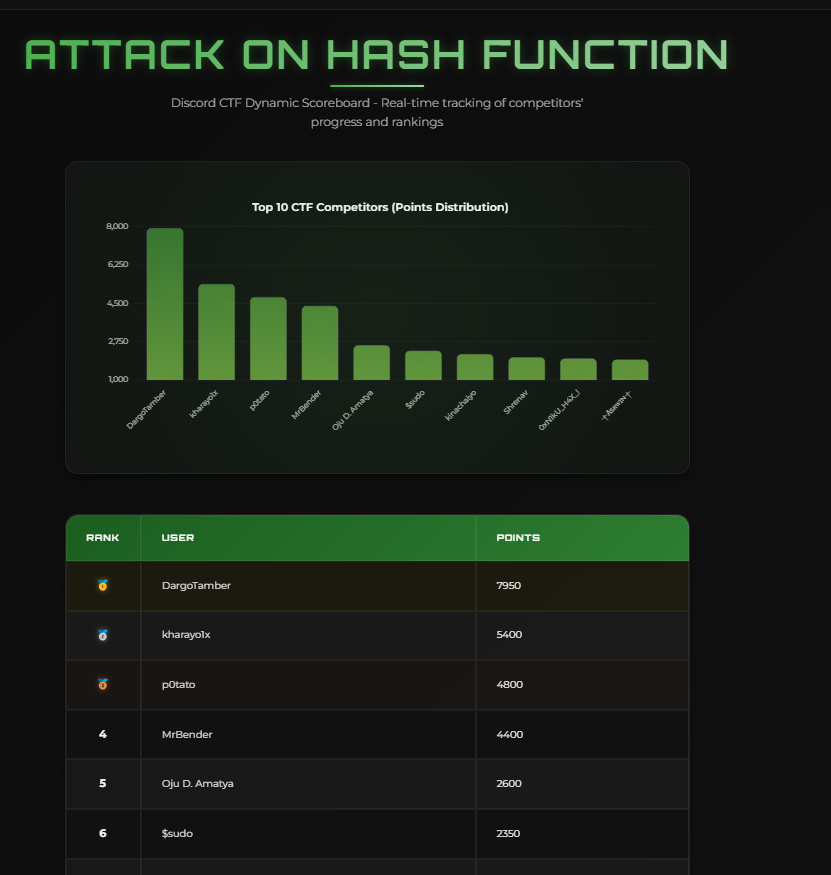 ATTACK ON HASH FUNCTION
Discord CTF Dynamic Scoreboard - Real-time tracking of competitors'
progress and rankings
Top 10 CTF Competitors (Points Distribution)
8,000
6,250
4,500
2,750
1,000
DargoTamber
kharayo1x
p0tato
MrBender
Oju D. Amatya
$sudo
kinachaiyo
Shrenav
RANK USER POINTS
DargoTamber 7950
kharayo1x 5400
p0tato 4800
4 MrBender 4400
5 Oju D. Amatya 2600
6 $sudo 2350